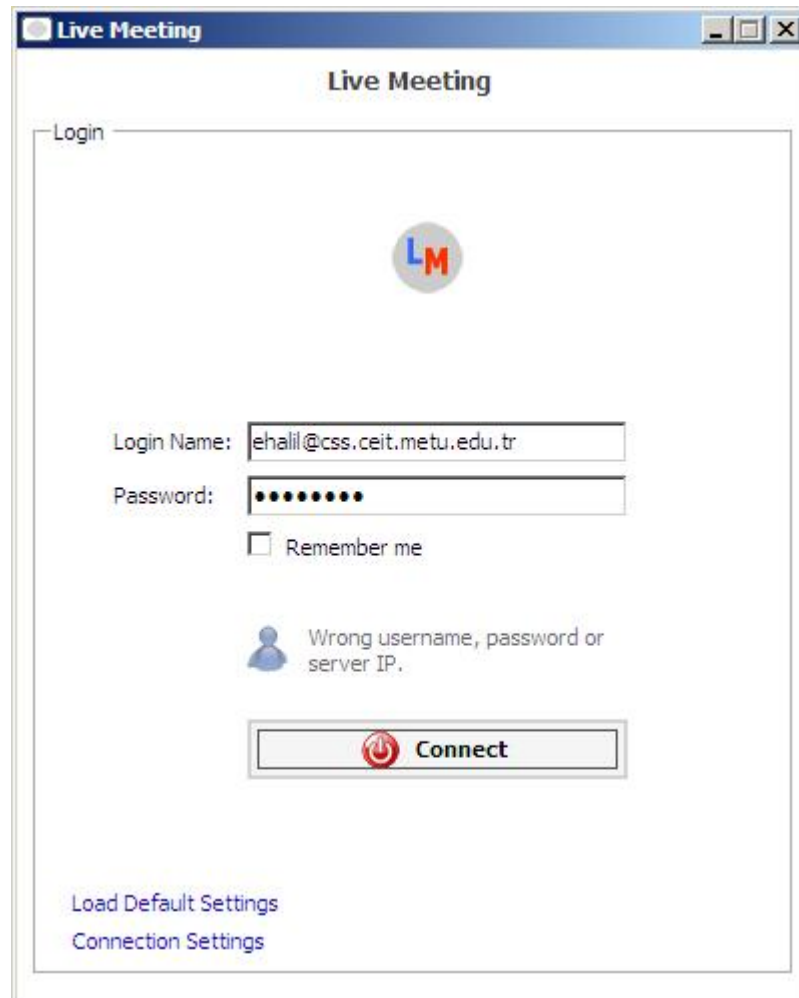 Live Meeting
Live Meeting
Login
LM
Login Name: ehalil@css.ceit.metu.edu.tr
Password: ●●●●●●●●
Remember me
Wrong username, password or
server IP.
Connect
Load Default Settings
Connection Settings